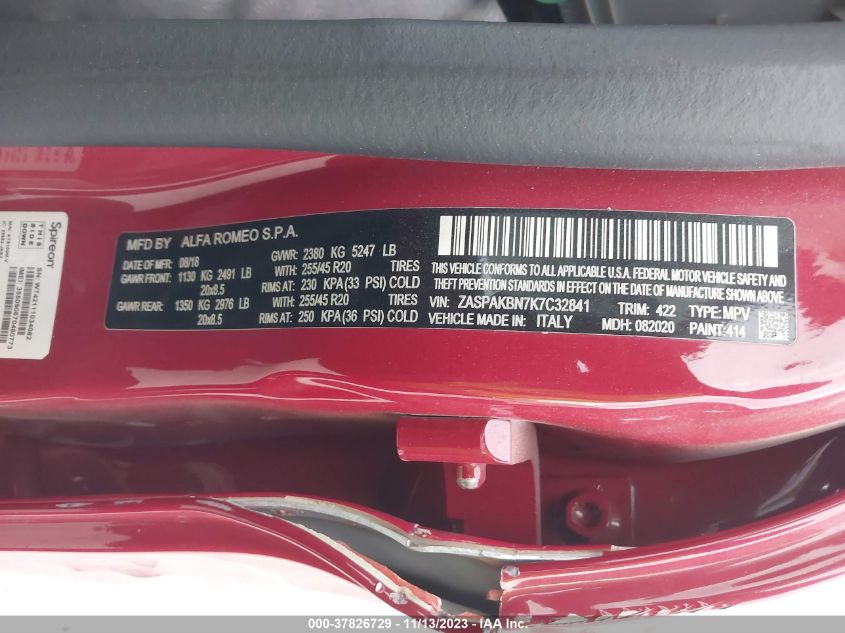 MFD BY ALFA ROMEO S.P.A.
DATE OF MFR 08/18 GVWR: 2380 KG 5247 LB
GAWR FRONT: 1130 KG 2491 LB WITH: 255/45 R20 TIRES
20x8.5 RIMS AT: 230 KPA (33 PSI) COLD
GAWR REAR: 1350 KG 2976 LB WITH: 255/45 R20 TIRES
20x8.5 RIMS AT: 250 KPA (36 PSI) COLD
THIS VEHICLE CONFORMS TO ALL APPLICABLE U.S.A. FEDERAL MOTOR VEHICLE SAFETY
AND THEFT PREVENTION STANDARDS IN EFFECT ON THE DATE OF MANUFACTURE SHOWN ABOVE.
VIN: ZASPAKBN7K7C32841 TRIM: 422 TYPE: MPV
VEHICLE MADE IN: ITALY MDH: 082020 PAINT: 414
Spireon
THIS
SIDE
DOWN
000-37826729 - 11/13/2023 - IAA Inc.